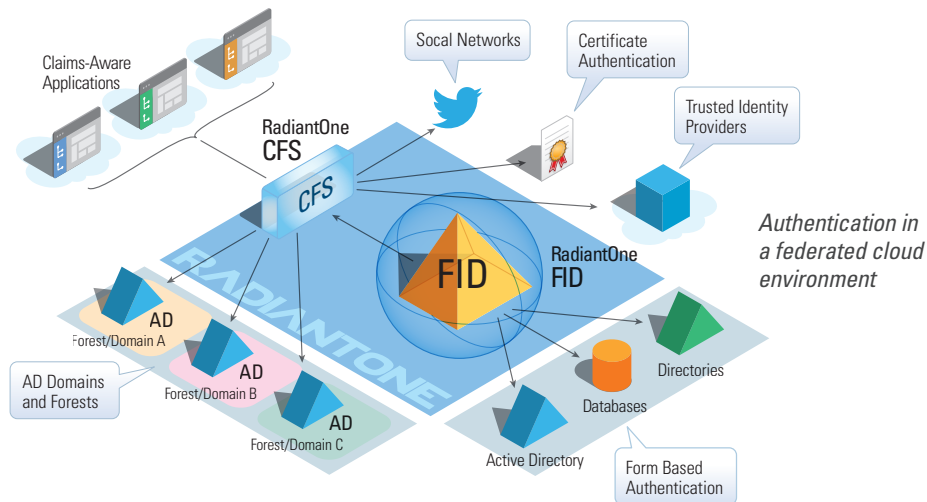 Claims-Aware
Applications
Socal Networks
Certificate
Authentication
Trusted Identity
Providers
RadiantOne
CFS
CFS
Authentication in
a federated cloud
environment
RadiantOne
FID
FID
RADIANTONE
AD
Forest/Domain A
AD
Forest/Domain B
AD
Forest/Domain C
AD Domains
and Forests
Directories
Databases
Active Directory
Form Based
Authentication